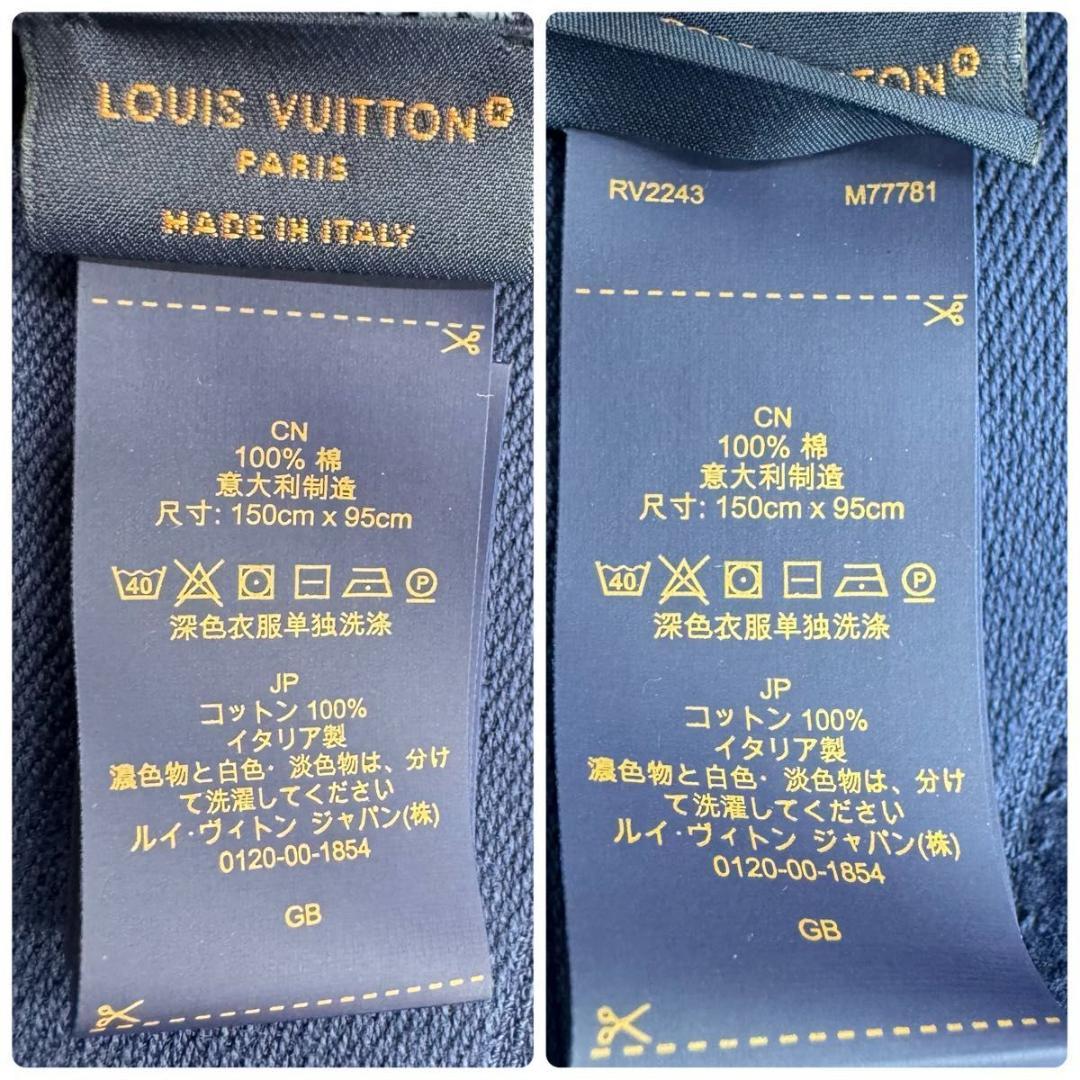 LOUIS VUITTON®
PARIS
MADE IN ITALY
CN
100% 棉
意大利制造
尺寸: 150cm x 95cm
40 P
深色衣服单独洗涤
JP
コットン 100%
イタリア製
濃色物と白色・淡色物は、分け
て洗濯してください
ルイ・ヴィトン ジャパン(株)
0120-00-1854
GB
RV2243 M77781
CN
100% 棉
意大利制造
尺寸: 150cm x 95cm
40 P
深色衣服单独洗涤
JP
コットン 100%
イタリア製
濃色物と白色・淡色物は、分け
て洗濯してください
ルイ・ヴィトン ジャパン(株)
0120-00-1854
GB